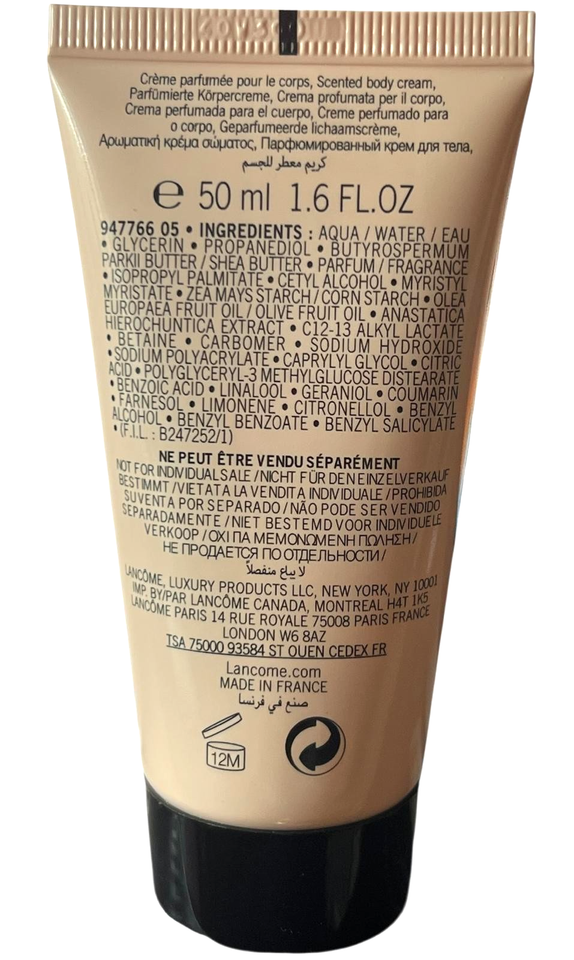 Crème parfumée pour le corps, Scented body cream,
Parfümierte Körpercreme, Crema profumata per il corpo,
Crema perfumada para el cuerpo, Creme perfumado para
o corpo, Geparfumeerde lichaamscrème,
Αρωματική κρέμα σώματος, Парфюмированный крем для тела,
كريم معطر للجسم
e 50 ml 1.6 FL.OZ
947766 05 • INGREDIENTS : AQUA / WATER / EAU
• GLYCERIN • PROPANEDIOL • BUTYROSPERMUM
PARKII BUTTER / SHEA BUTTER • PARFUM / FRAGRANCE
• ISOPROPYL PALMITATE • CETYL ALCOHOL • MYRISTYL
MYRISTATE • ZEA MAYS STARCH / CORN STARCH • OLEA
EUROPAEA FRUIT OIL / OLIVE FRUIT OIL • ANASTATICA
HIEROCHUNTICA EXTRACT • C12-13 ALKYL LACTATE
• BETAINE • CARBOMER • SODIUM HYDROXIDE
• SODIUM POLYACRYLATE • CAPRYLYL GLYCOL • CITRIC
ACID • POLYGLYCERYL-3 METHYLGLUCOSE DISTEARATE
• BENZOIC ACID • LINALOOL • GERANIOL • COUMARIN
• FARNESOL • LIMONENE • CITRONELLOL • BENZYL
ALCOHOL • BENZYL BENZOATE • BENZYL SALICYLATE
• (F.I.L. : B247252/1)
NE PEUT ÊTRE VENDU SÉPARÉMENT
NOT FOR INDIVIDUAL SALE / NICHT FÜR DEN EINZELVERKAUF
BESTIMMT / VIETATA LA VENDITA INDIVIDUALE / PROHIBIDA
SU VENTA POR SEPARADO / NÃO PODE SER VENDIDO
SEPARADAMENTE / NIET BESTEMD VOOR INDIVIDUELE
VERKOOP / ΟΧΙ ΓΙΑ ΜΕΜΟΝΩΜΕΝΗ ΠΩΛΗΣΗ /
НЕ ПРОДАЕТСЯ ПО ОТДЕЛЬНОСТИ /
لا يباع منفصلاً
LANCÔME, LUXURY PRODUCTS LLC, NEW YORK, NY 10001
IMP. BY/PAR LANCÔME CANADA, MONTREAL H4T 1K5
LANCÔME PARIS 14 RUE ROYALE 75008 PARIS FRANCE
LONDON W6 8AZ
TSA 75000 93584 ST OUEN CEDEX FR
Lancome.com
MADE IN FRANCE
صنع في فرنسا
12M